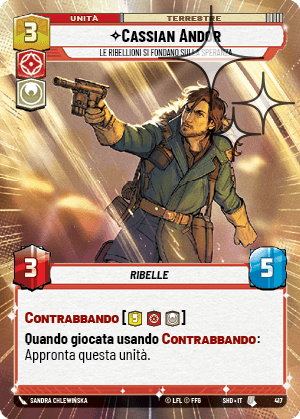 UNITÀ TERRESTRE
3
✧CASSIAN ANDOR
LE RIBELLIONI SI FONDANO SULLA SPERANZA
3 RIBELLE 5
CONTRABBANDO [3]
Quando giocata usando CONTRABBANDO:
Appronta questa unità.
SANDRA CHLEWIŃSKA © LFL © FFG SHD • IT 417